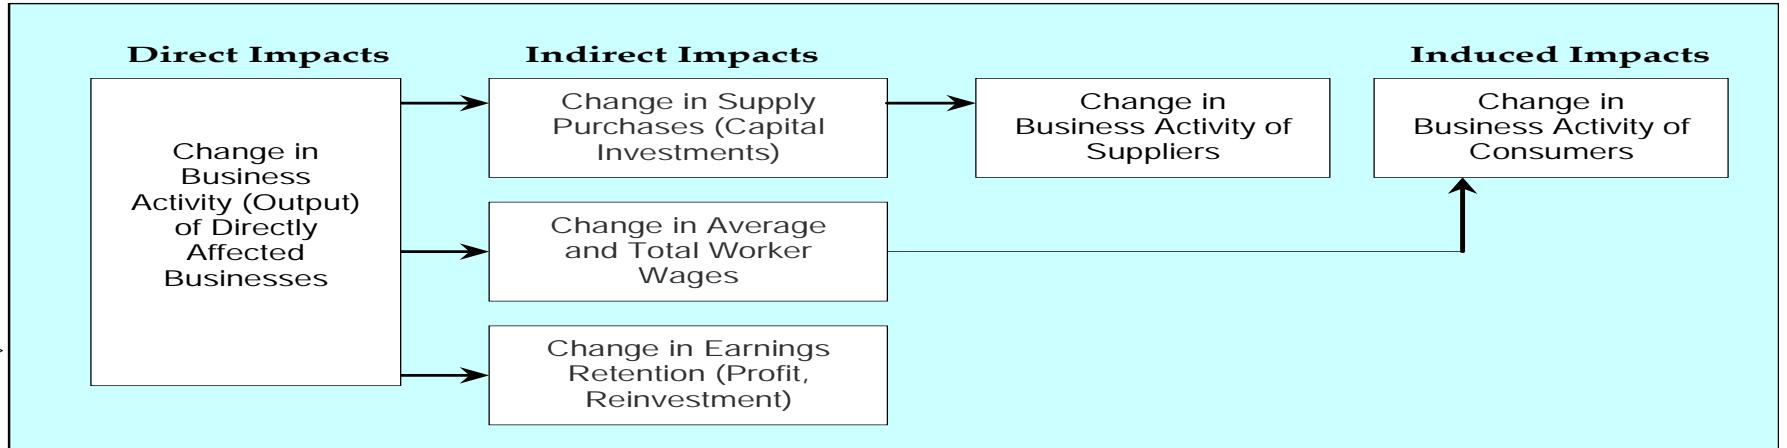 Direct Impacts
Indirect Impacts
Induced Impacts
Change in
Business
Activity (Output)
of Directly
Affected
Businesses
Change in Supply
Purchases (Capital
Investments)
Change in
Business Activity of
Suppliers
Change in
Business Activity of
Consumers
Change in Average
and Total Worker
Wages
Change in Earnings
Retention (Profit,
Reinvestment)